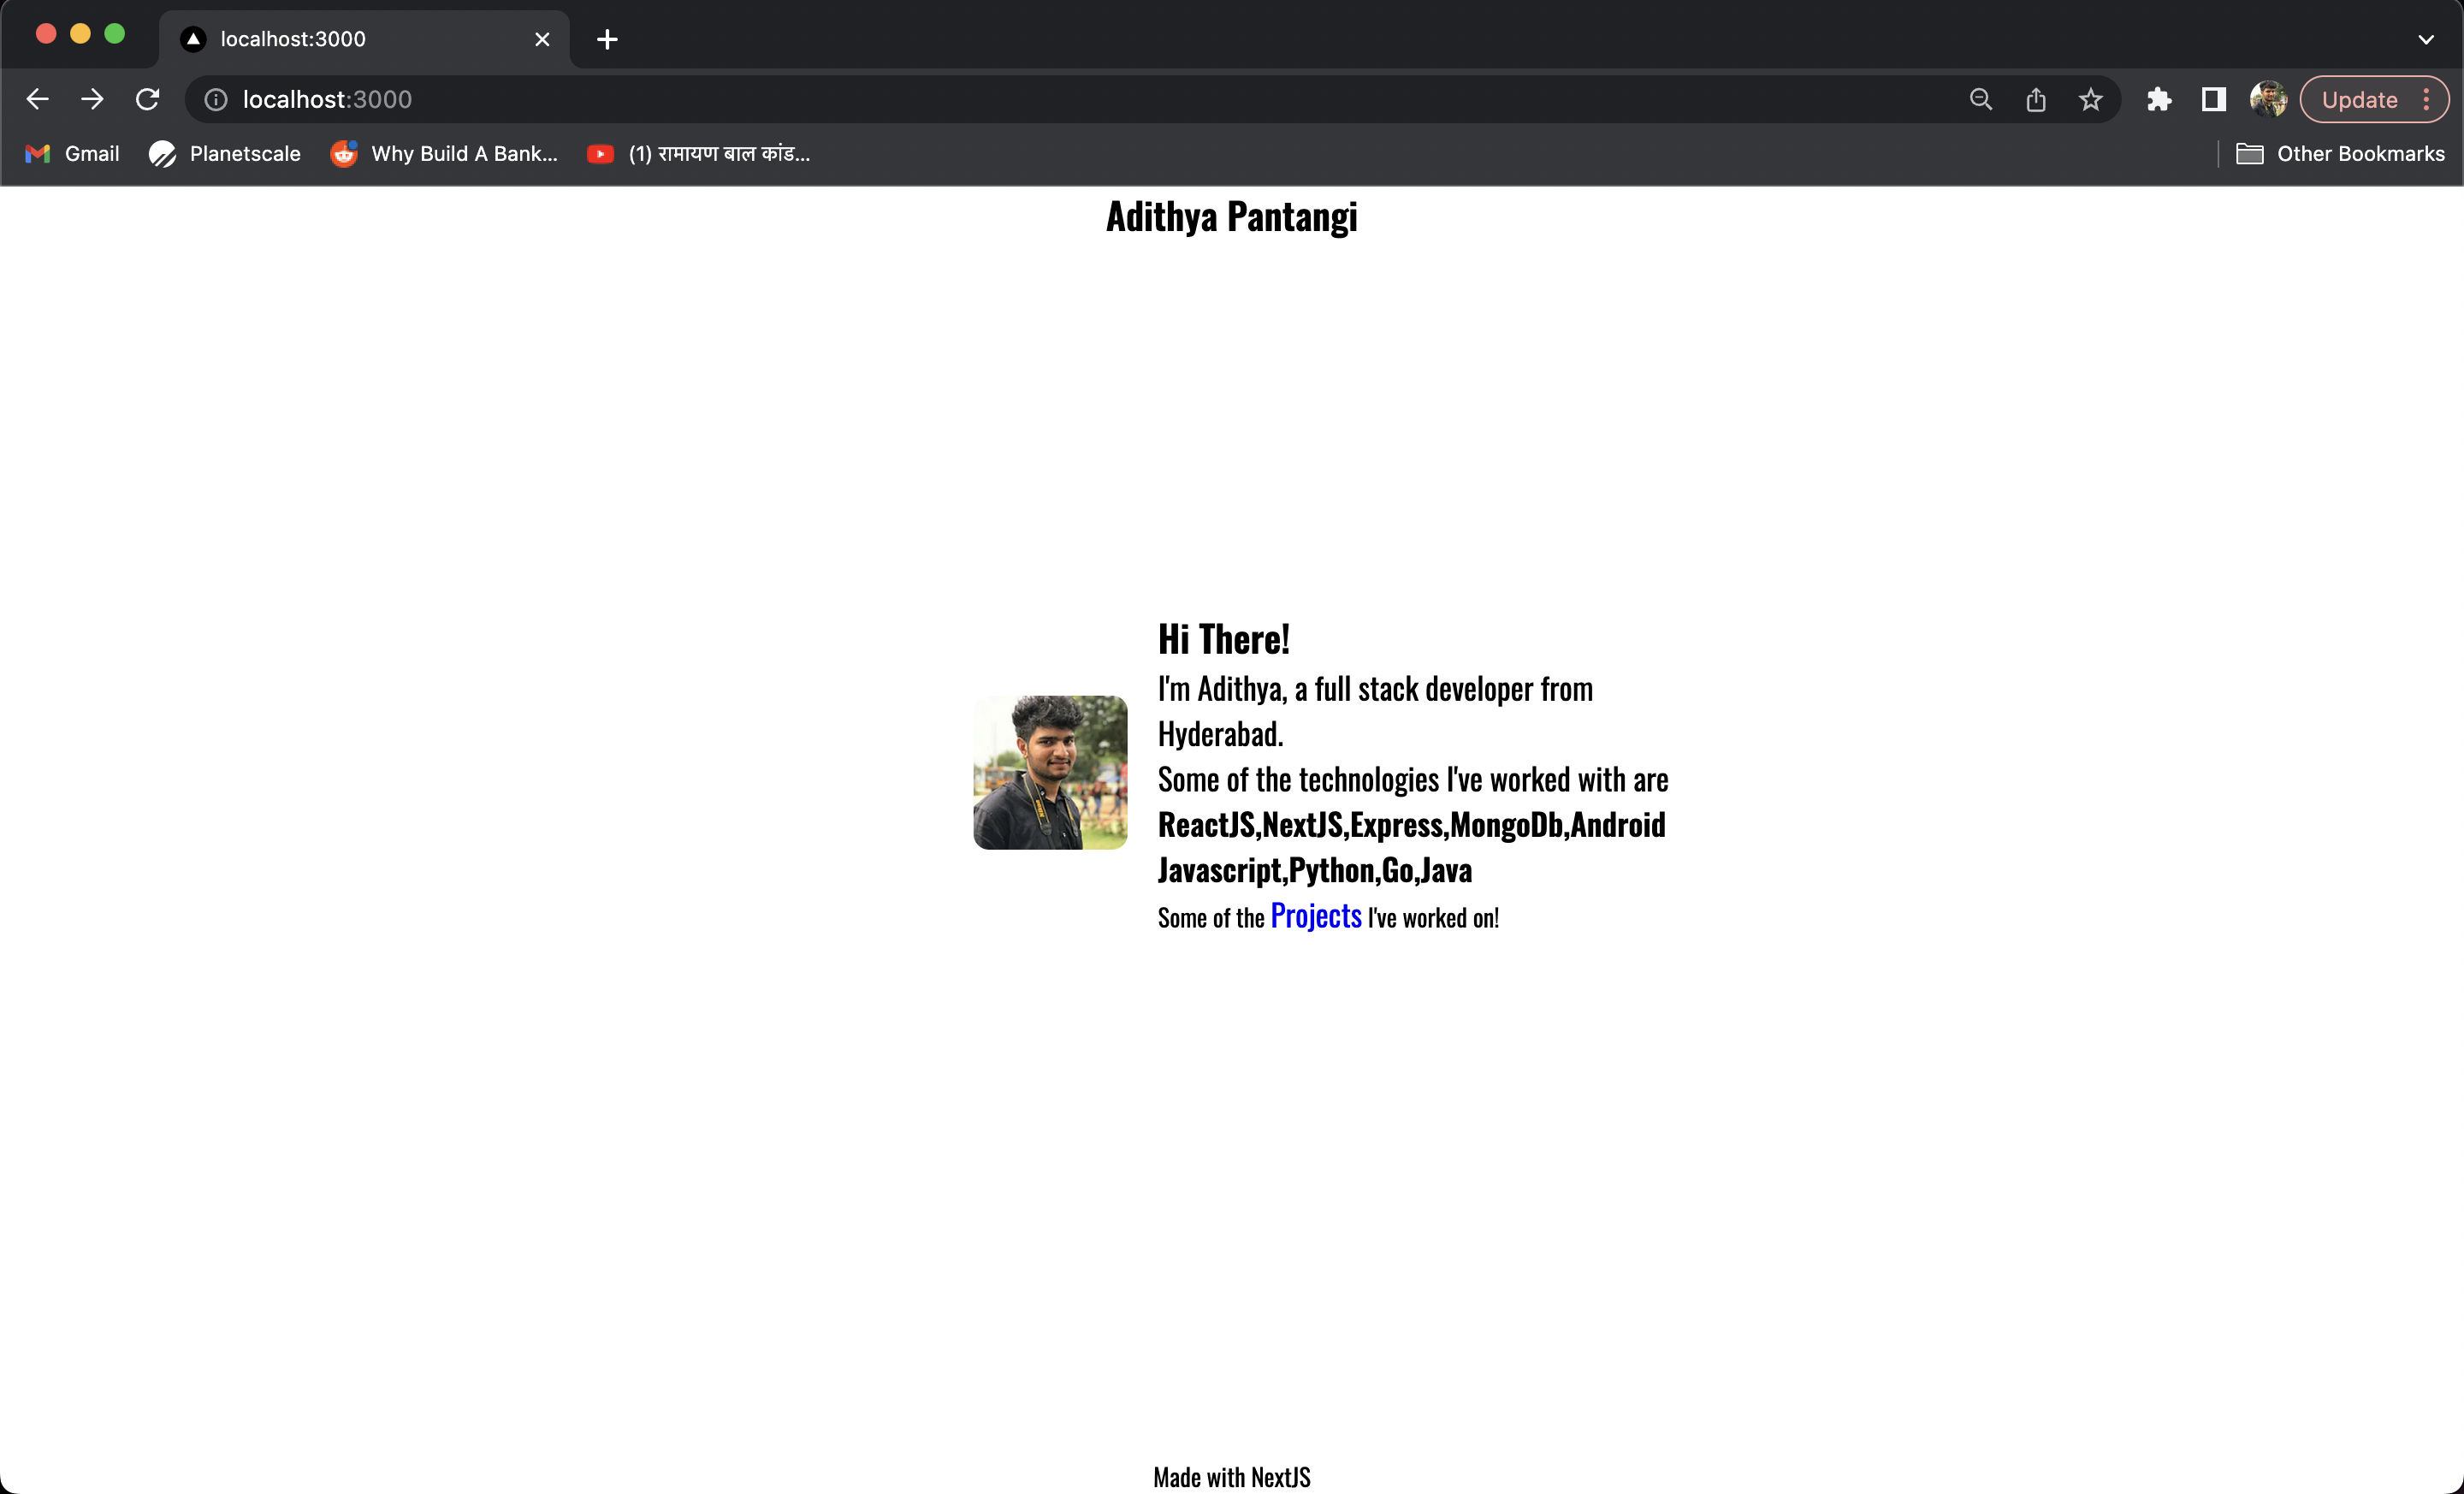 localhost:3000
localhost:3000
Update
Gmail
Planetscale
Why Build A Bank...
(1) रामायण बाल कांड...
Other Bookmarks
Adithya Pantangi
Hi There!
I'm Adithya, a full stack developer from
Hyderabad.
Some of the technologies I've worked with are
ReactJS,NextJS,Express,MongoDb,Android
Javascript,Python,Go,Java
Some of the Projects I've worked on!
Made with NextJS